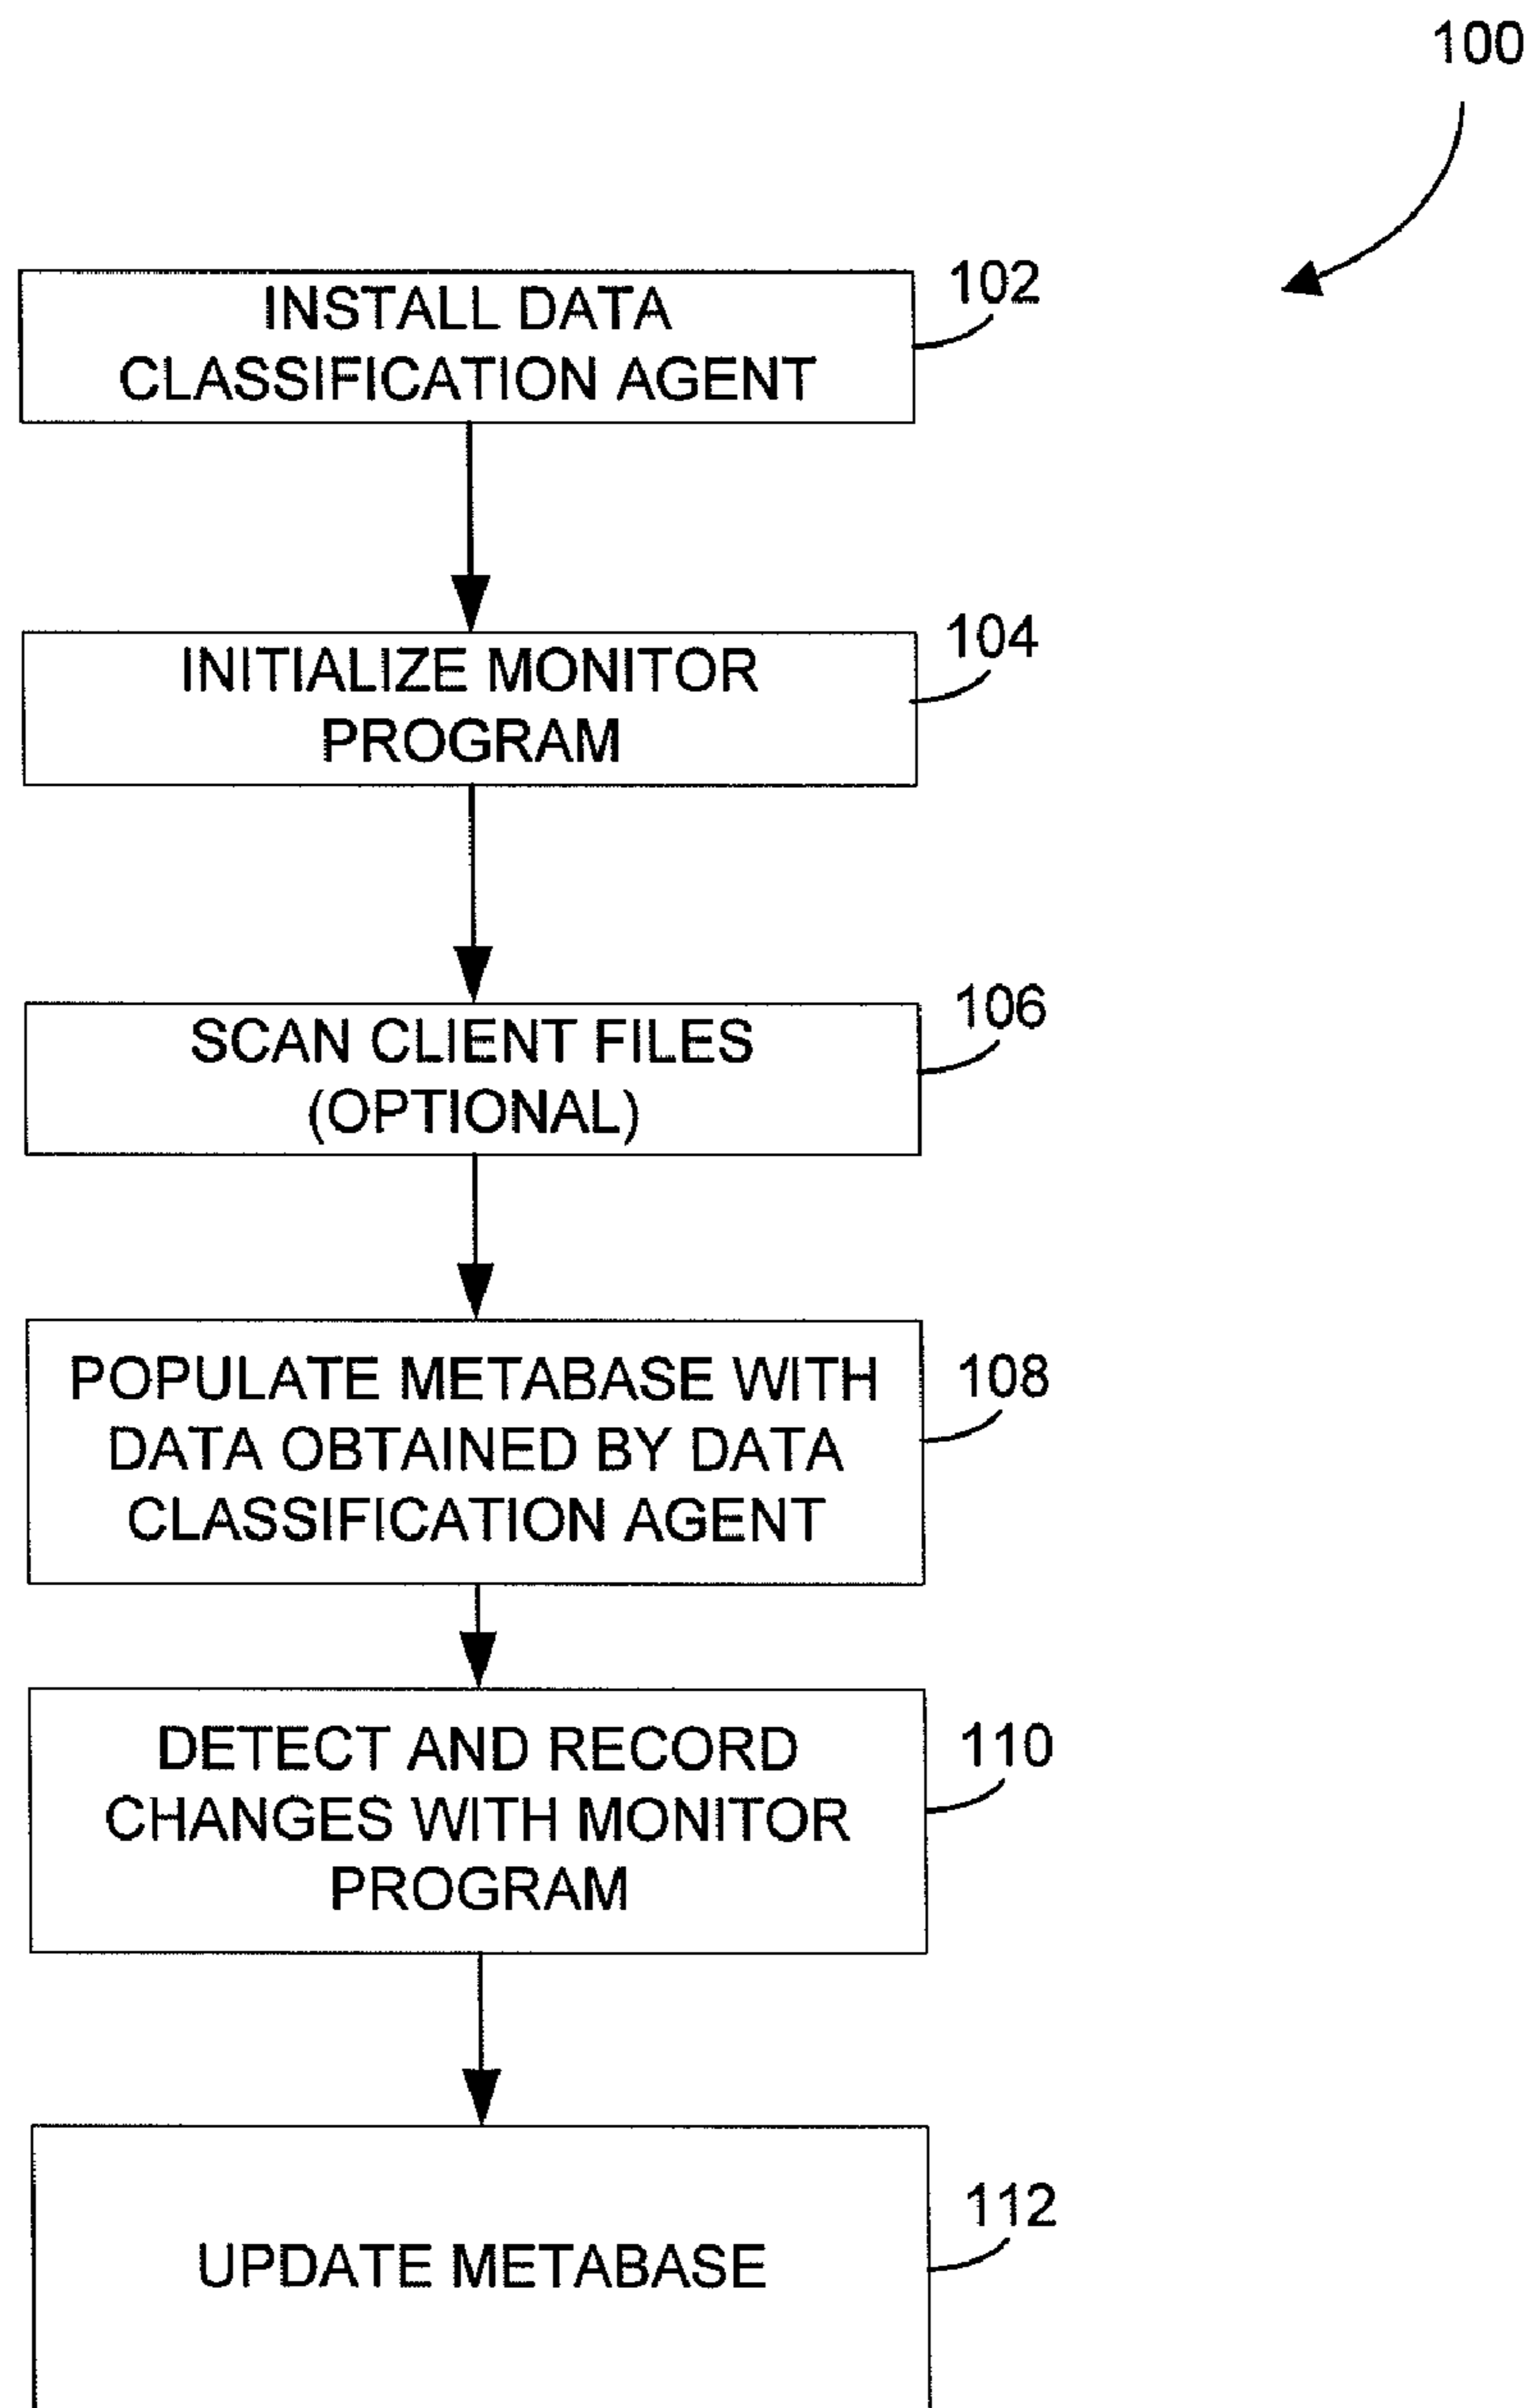 100
INSTALL DATA
CLASSIFICATION AGENT
102
INITIALIZE MONITOR
PROGRAM
104
SCAN CLIENT FILES
(OPTIONAL)
106
POPULATE METABASE WITH
DATA OBTAINED BY DATA
CLASSIFICATION AGENT
108
DETECT AND RECORD
CHANGES WITH MONITOR
PROGRAM
110
UPDATE METABASE
112